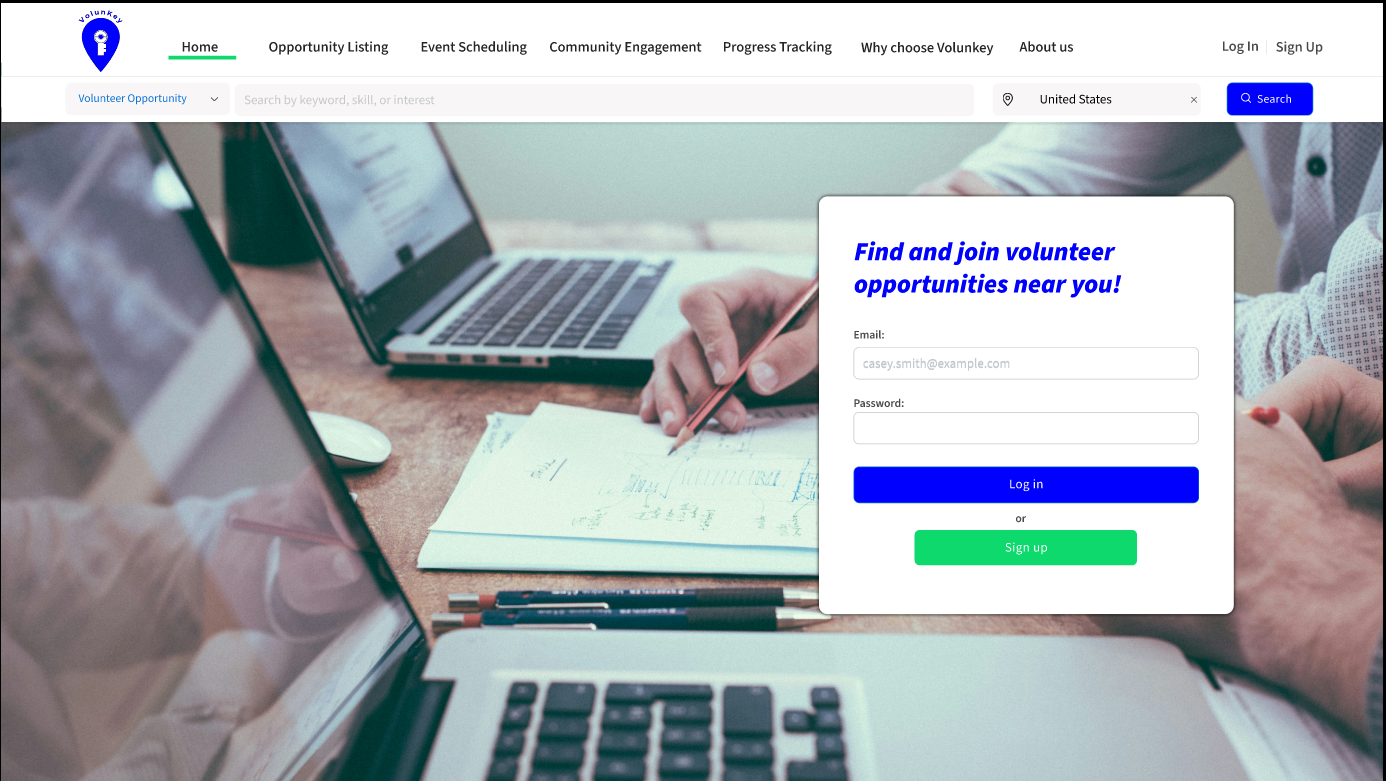 VolunKey
Home
Opportunity Listing
Event Scheduling
Community Engagement
Progress Tracking
Why choose Volunkey
About us
Log In
Sign Up
Volunteer Opportunity
Search by keyword, skill, or interest
United States
Search
Find and join volunteer
opportunities near you!
Email:
casey.smith@example.com
Password:
Log in
or
Sign up